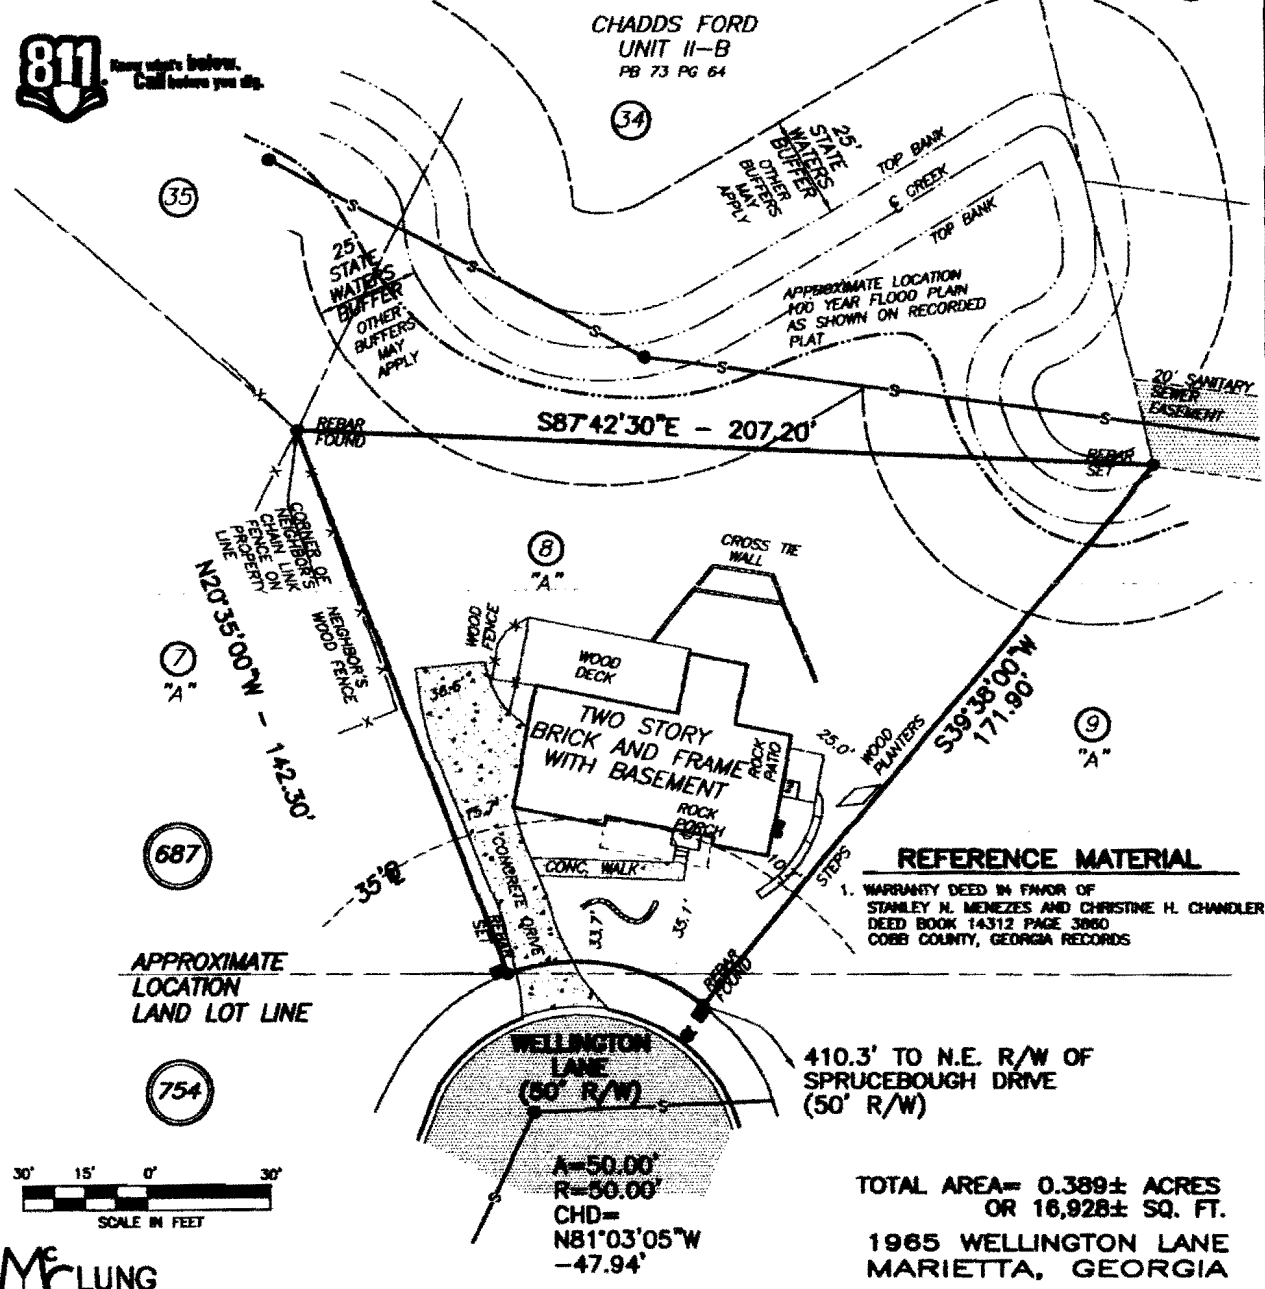 CHADDS FORD
UNIT II-B
PB 73 PG 64
811
Know what's below.
Call before you dig.
34
35
25'
STATE
WATERS
BUFFER
OTHER
BUFFERS
MAY
APPLY
TOP BANK
℄ CREEK
TOP BANK
25'
STATE
WATERS
BUFFER
OTHER
BUFFERS
MAY
APPLY
APPROXIMATE LOCATION
100 YEAR FLOOD PLAIN
AS SHOWN ON RECORDED
PLAT
20' SANITARY
SEWER
EASEMENT
S
S
S
S
S
S
REBAR
FOUND
S87°42'30"E - 207.20'
REBAR
SET
CORNER OF
NEIGHBOR'S
CHAIN LINK
FENCE ON
PROPERTY
LINE
N20°35'00"W - 142.30'
NEIGHBOR'S
WOOD FENCE
8
"A"
CROSS TIE
WALL
7
"A"
WOOD
FENCE
WOOD
DECK
38.6'
TWO STORY
BRICK AND FRAME
WITH BASEMENT
ROCK
PATIO
25.0'
WOOD
PLANTERS
S39°38'00"W
171.90'
9
"A"
15.7'
ROCK
PORCH
687
35'℄
CONCRETE DRIVE
CONC. WALK
10'
STEPS
33.7'
35.1'
REFERENCE MATERIAL
1. WARRANTY DEED IN FAVOR OF
STANLEY N. MENEZES AND CHRISTINE H. CHANDLER
DEED BOOK 14312 PAGE 3860
COBB COUNTY, GEORGIA RECORDS
REBAR
SET
REBAR
FOUND
APPROXIMATE
LOCATION
LAND LOT LINE
WELLINGTON
LANE
(50' R/W)
S
S
410.3' TO N.E. R/W OF
SPRUCEBOUGH DRIVE
(50' R/W)
754
30' 15' 0' 30'
SCALE IN FEET
A=50.00'
R=50.00'
CHD=
N81°03'05"W
-47.94'
TOTAL AREA= 0.389± ACRES
OR 16,928± SQ. FT.
1965 WELLINGTON LANE
MARIETTA, GEORGIA
McCLUNG